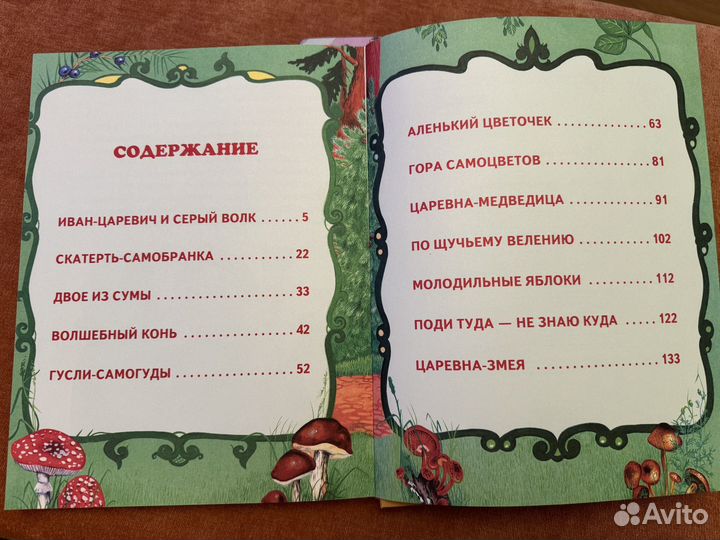 СОДЕРЖАНИЕ
ИВАН-ЦАРЕВИЧ И СЕРЫЙ ВОЛК ...... 5
СКАТЕРТЬ-САМОБРАНКА ........... 22
ДВОЕ ИЗ СУМЫ ..................... 33
ВОЛШЕБНЫЙ КОНЬ ................. 42
ГУСЛИ-САМОГУДЫ .................. 52
АЛЕНЬКИЙ ЦВЕТОЧЕК .............. 63
ГОРА САМОЦВЕТОВ ................ 81
ЦАРЕВНА-МЕДВЕДИЦА ............. 91
ПО ЩУЧЬЕМУ ВЕЛЕНИЮ .......... 102
МОЛОДИЛЬНЫЕ ЯБЛОКИ ......... 112
ПОДИ ТУДА — НЕ ЗНАЮ КУДА .... 122
ЦАРЕВНА-ЗМЕЯ ................. 133
Avito